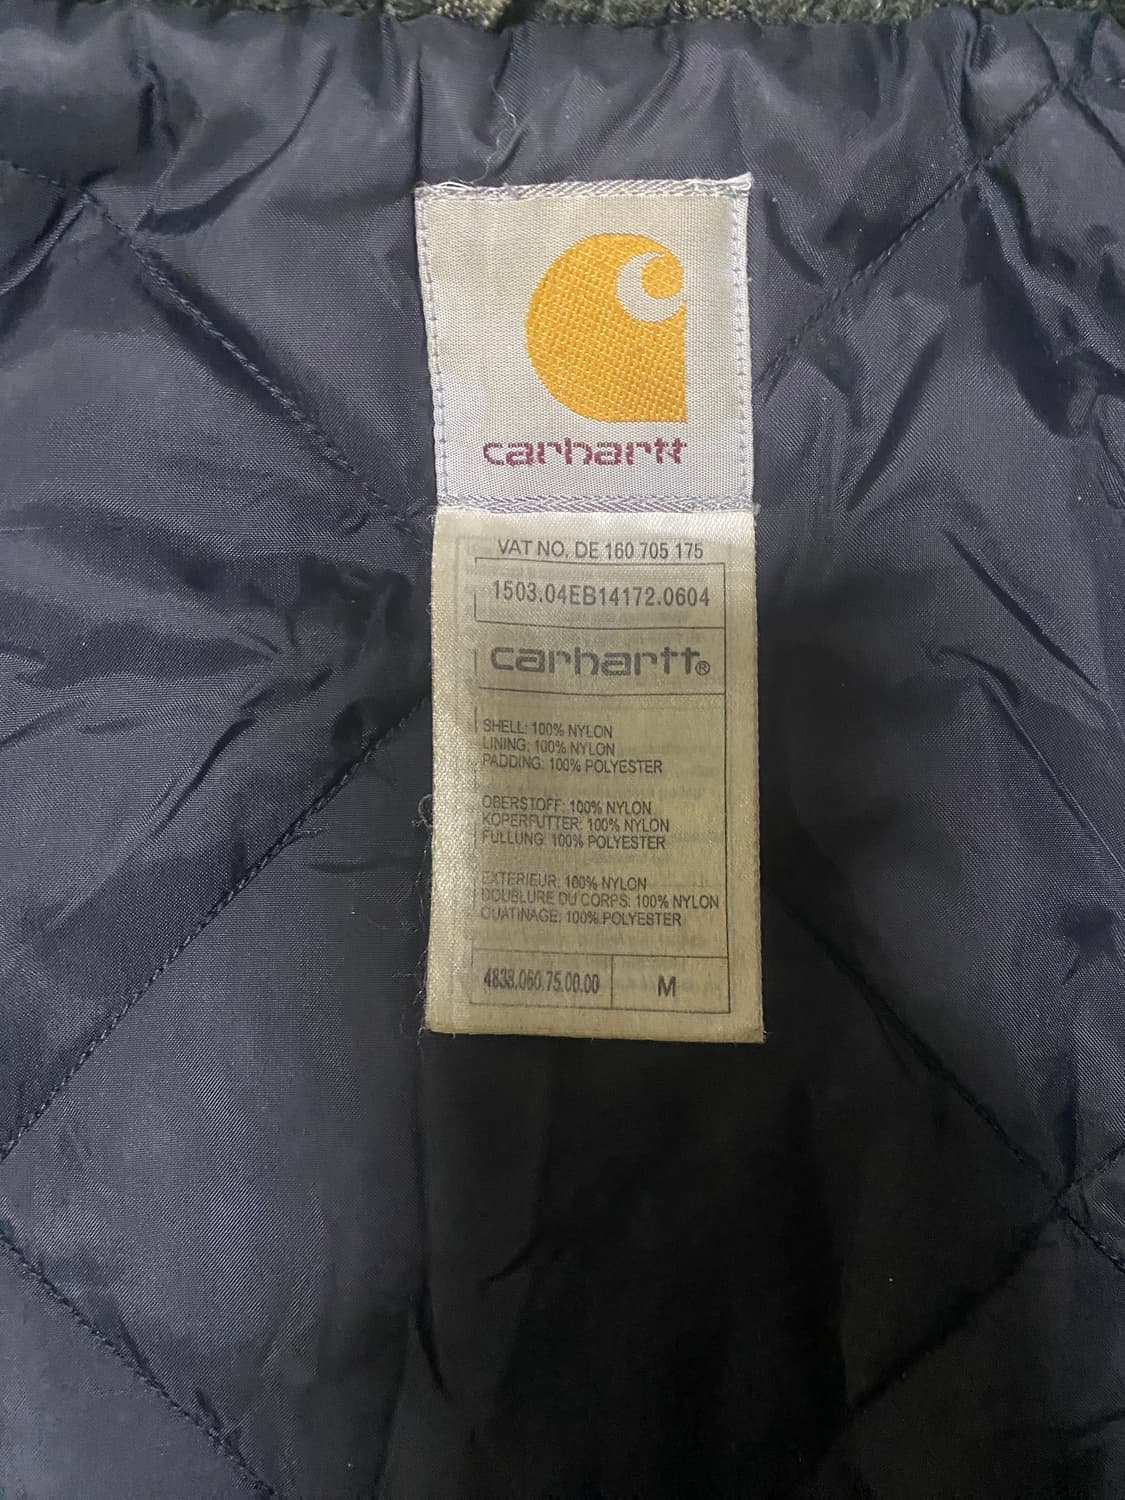 carhartt
VAT NO. DE 160 705 175
1503.04EB14172.0604
carhartt®
SHELL: 100% NYLON
LINING: 100% NYLON
PADDING: 100% POLYESTER
OBERSTOFF: 100% NYLON
KOPERFUTTER: 100% NYLON
FULLUNG: 100% POLYESTER
EXTERIEUR: 100% NYLON
DOUBLURE DU CORPS: 100% NYLON
OUATINAGE: 100% POLYESTER
4838.060.75.00.00 M